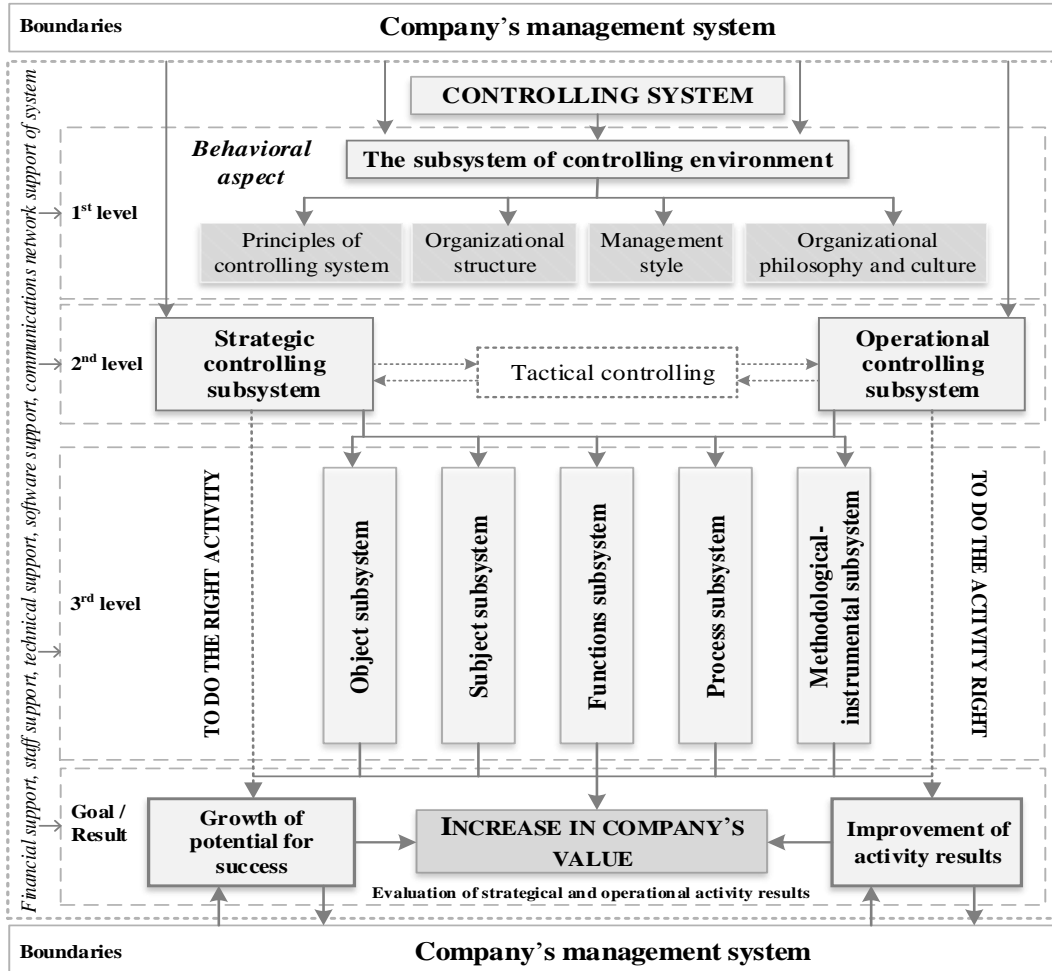 Boundaries
Company's management system
CONTROLLING SYSTEM
Behavioral
aspect
The subsystem of controlling environment
1st level
Principles of
controlling system
Organizational
structure
Management
style
Organizational
philosophy and culture
2nd level
Strategic
controlling
subsystem
Tactical controlling
Operational
controlling
subsystem
3rd level
TO DO THE RIGHT ACTIVITY
Object subsystem
Subject subsystem
Functions subsystem
Process subsystem
Methodological-
instrumental subsystem
TO DO THE ACTIVITY RIGHT
Goal /
Result
Growth of
potential for
success
INCREASE IN COMPANY'S
VALUE
Improvement of
activity results
Evaluation of strategical and operational activity results
Financial support, staff support, technical support, software support, communications network support of system
Boundaries
Company's management system